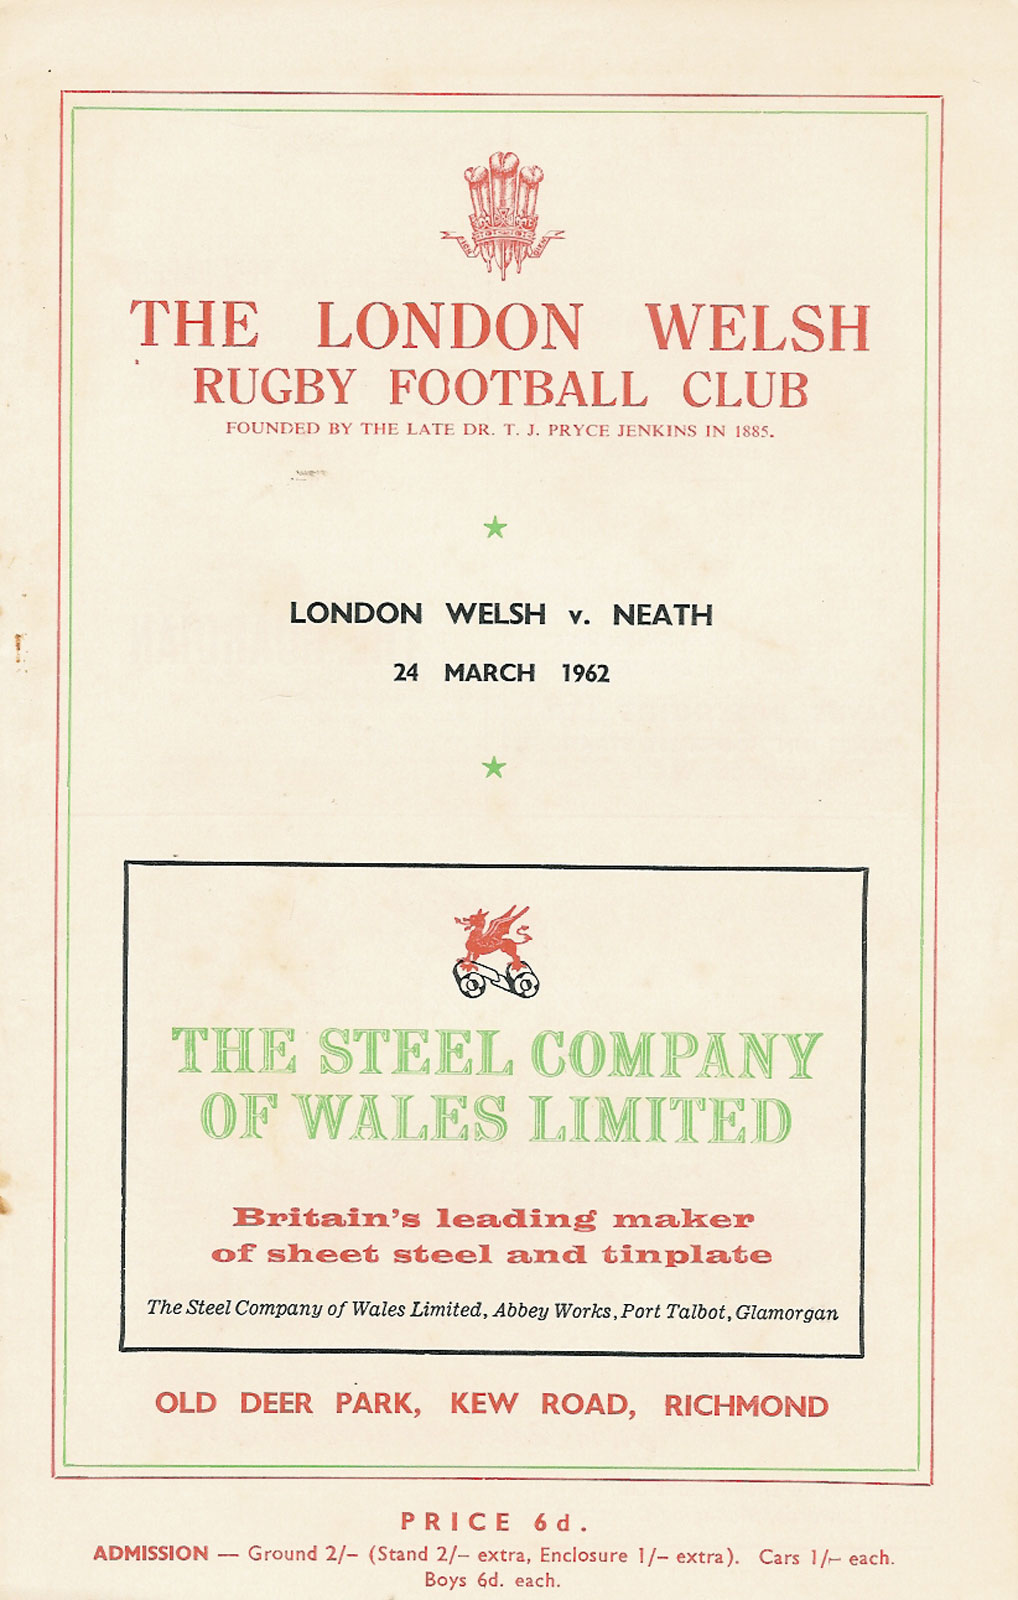 THE LONDON WELSH
RUGBY FOOTBALL CLUB
FOUNDED BY THE LATE DR. T. J. PRYCE JENKINS IN 1885.
LONDON WELSH v. NEATH
24 MARCH 1962
THE STEEL COMPANY
OF WALES LIMITED
Britain's leading maker
of sheet steel and tinplate
The Steel Company of Wales Limited, Abbey Works, Port Talbot, Glamorgan
OLD DEER PARK, KEW ROAD, RICHMOND
PRICE 6d.
ADMISSION — Ground 2/– (Stand 2/– extra, Enclosure 1/– extra). Cars 1/– each.
Boys 6d. each.